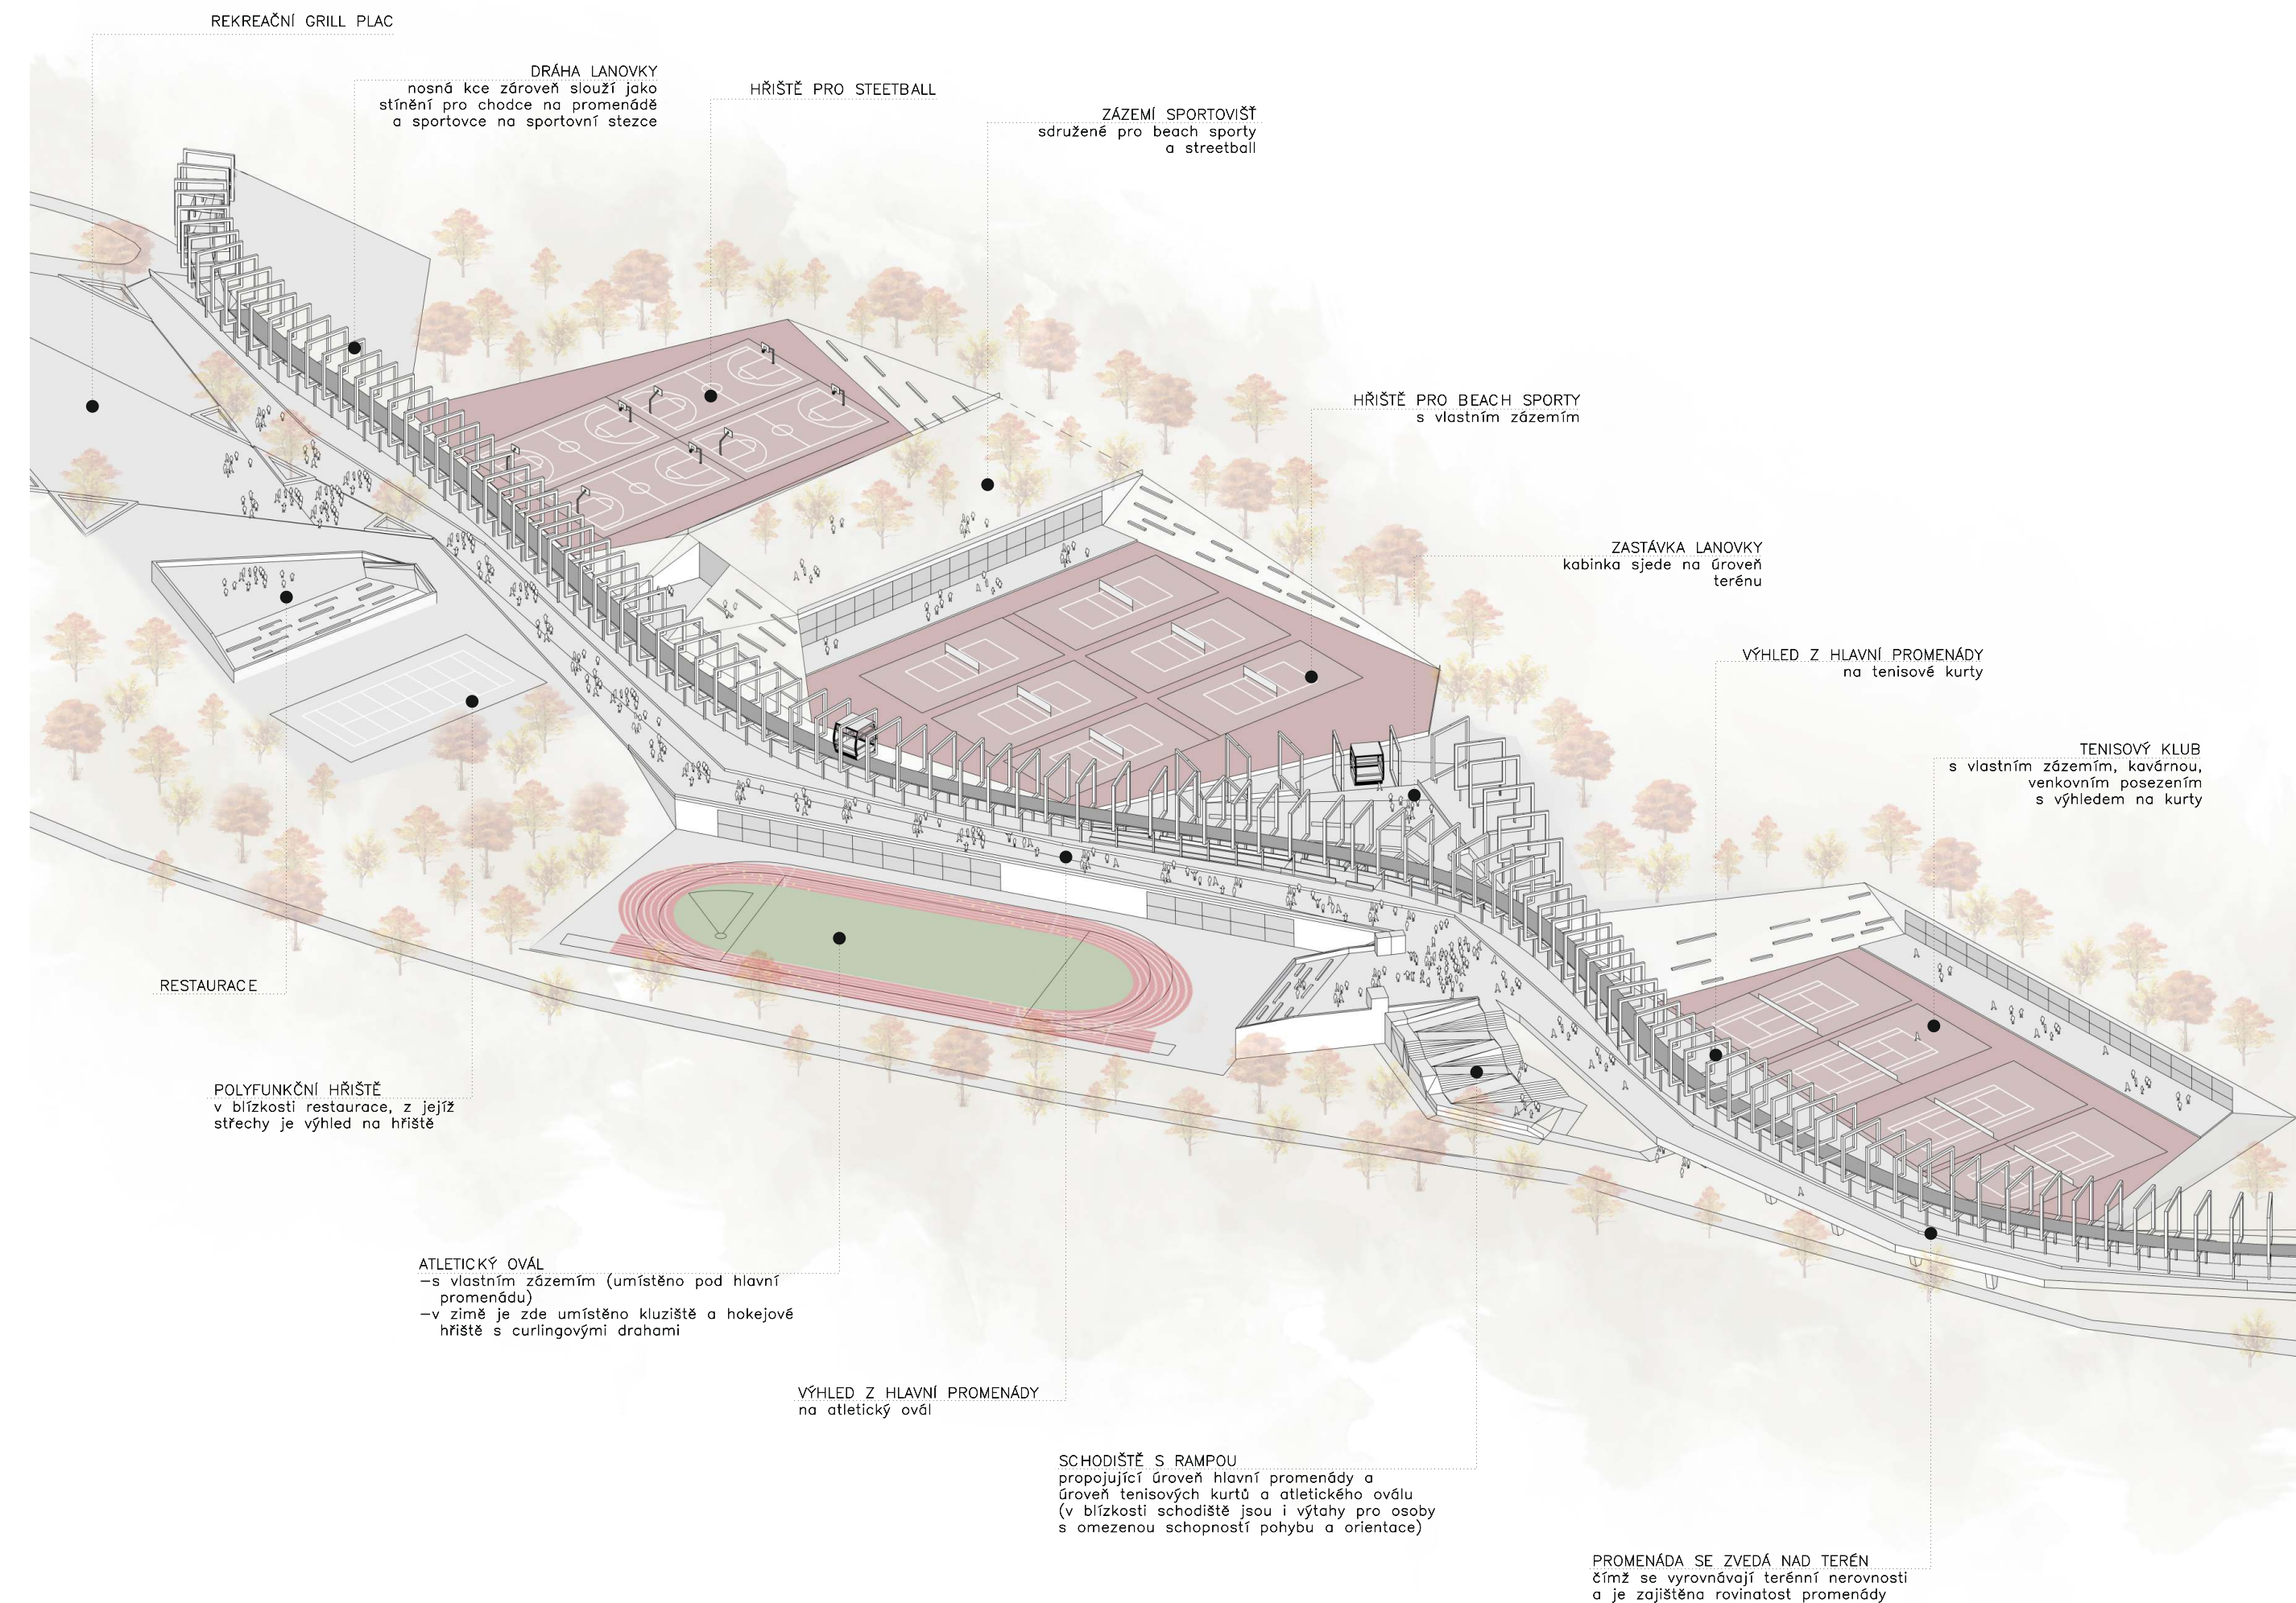 REKREAČNÍ GRILL PLAC
DRÁHA LANOVKY
nosná kce zároveň slouží jako
stínění pro chodce na promenádě
a sportovce na sportovní stezce
HŘIŠTĚ PRO STEETBALL
ZÁZEMÍ SPORTOVIŠŤ
sdružené pro beach sporty
a streetball
HŘIŠTĚ PRO BEACH SPORTY
s vlastním zázemím
ZASTÁVKA LANOVKY
kabinka sjede na úroveň
terénu
VÝHLED Z HLAVNÍ PROMENÁDY
na tenisové kurty
TENISOVÝ KLUB
s vlastním zázemím, kavárnou,
venkovním posezením
s výhledem na kurty
RESTAURACE
POLYFUNKČNÍ HŘIŠTĚ
v blízkosti restaurace, z jejíž
střechy je výhled na hřiště
ATLETICKÝ OVÁL
–s vlastním zázemím (umístěno pod hlavní
promenádu)
–v zimě je zde umístěno kluziště a hokejové
hřiště s curlingovými drahami
VÝHLED Z HLAVNÍ PROMENÁDY
na atletický ovál
SCHODIŠTĚ S RAMPOU
propojující úroveň hlavní promenády a
úroveň tenisových kurtů a atletického oválu
(v blízkosti schodiště jsou i výtahy pro osoby
s omezenou schopností pohybu a orientace)
PROMENÁDA SE ZVEDÁ NAD TERÉN
čímž se vyrovnávají terénní nerovnosti
a je zajištěna rovinatost promenády